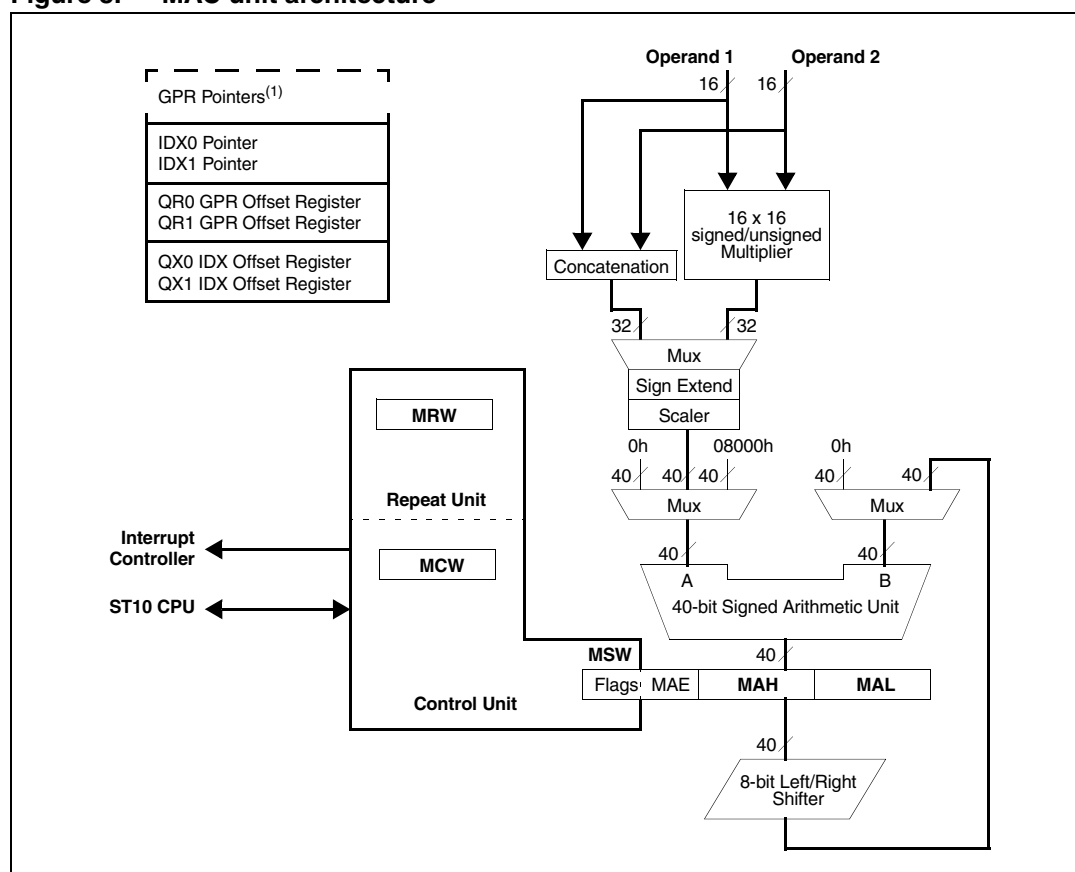 Figure 8. MAC unit architecture
Operand 1 Operand 2
16 16
GPR Pointers(1)
IDX0 Pointer
IDX1 Pointer
QR0 GPR Offset Register
QR1 GPR Offset Register
QX0 IDX Offset Register
QX1 IDX Offset Register
16 x 16
signed/unsigned
Multiplier
Concatenation
32 32
Mux
Sign Extend
Scaler
MRW
0h 08000h 0h
40 40 40 40 40
Repeat Unit
Mux Mux
Interrupt
Controller
MCW
40 40
A B
40-bit Signed Arithmetic Unit
ST10 CPU
MSW
40
Flags MAE MAH MAL
Control Unit
40
8-bit Left/Right
Shifter